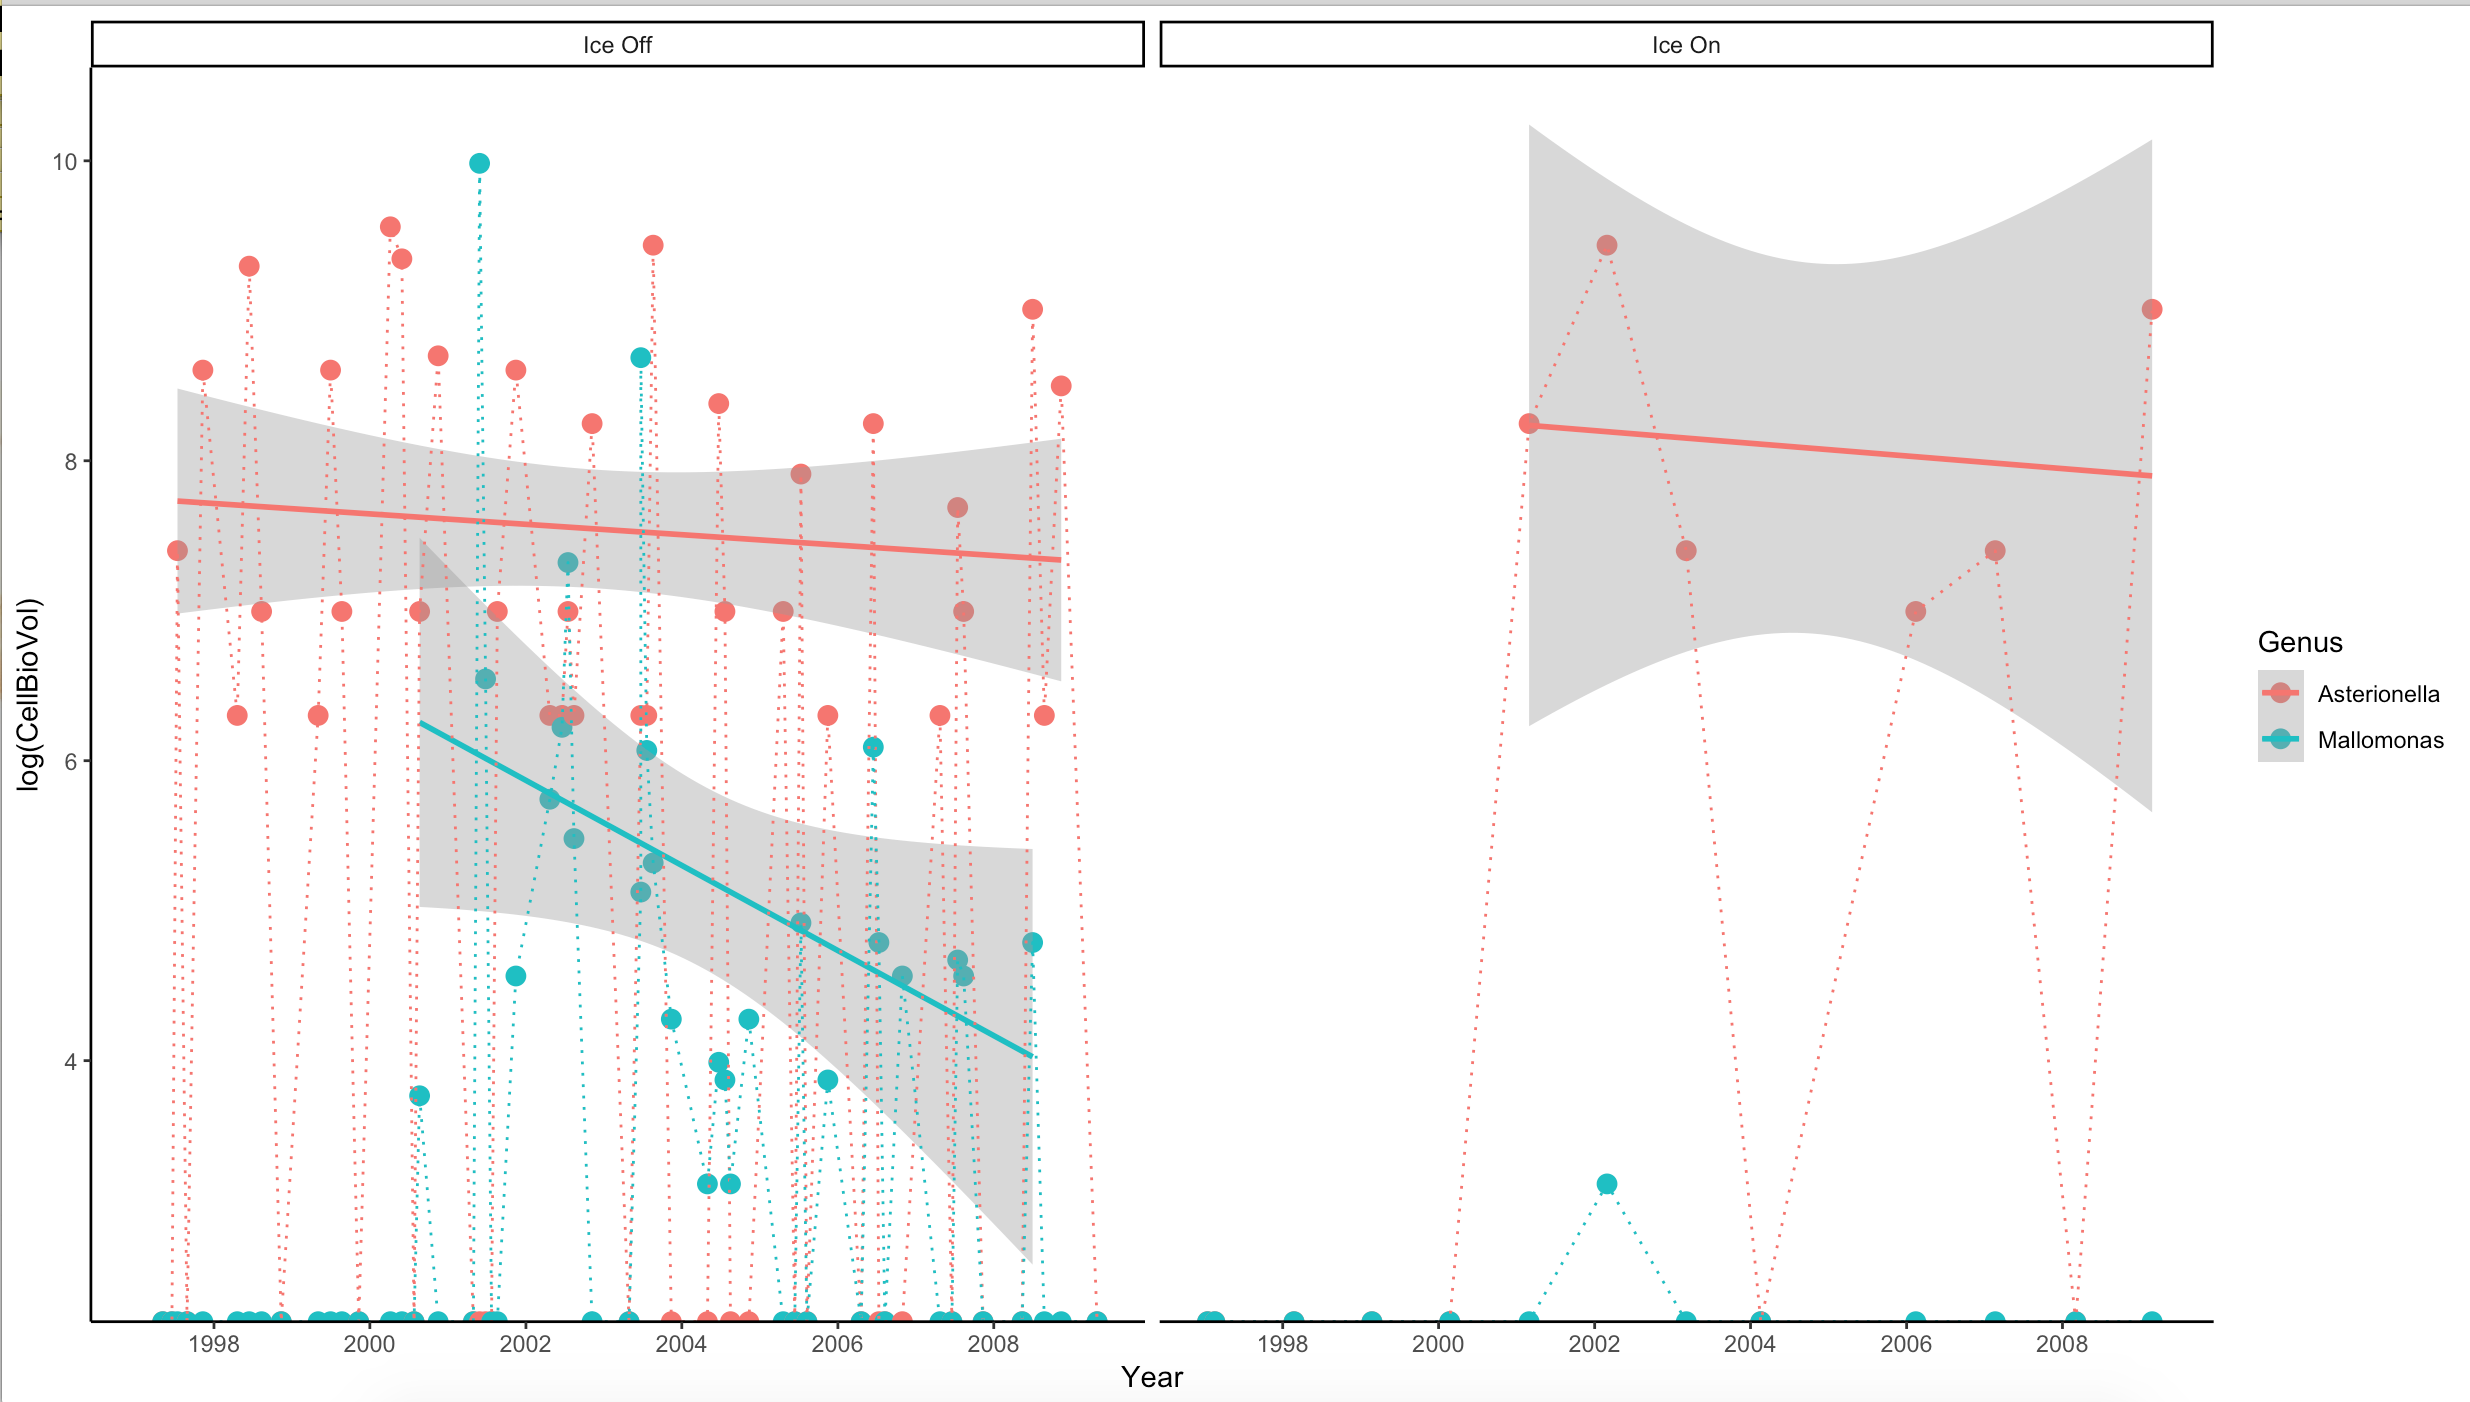 Ice Off
Ice On
10
8
6
4
log(CellBioVol)
1998 2000 2002 2004 2006 2008
1998 2000 2002 2004 2006 2008
Year
Genus
Asterionella
Mallomonas